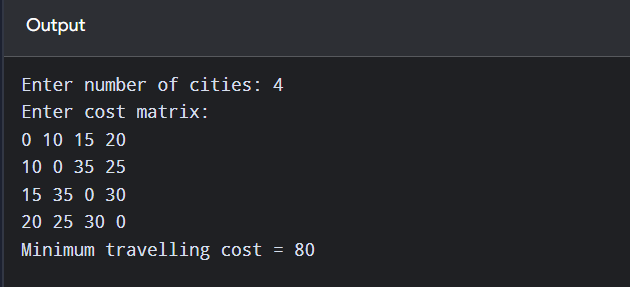 Output
Enter number of cities: 4
Enter cost matrix:
0 10 15 20
10 0 35 25
15 35 0 30
20 25 30 0
Minimum travelling cost = 80